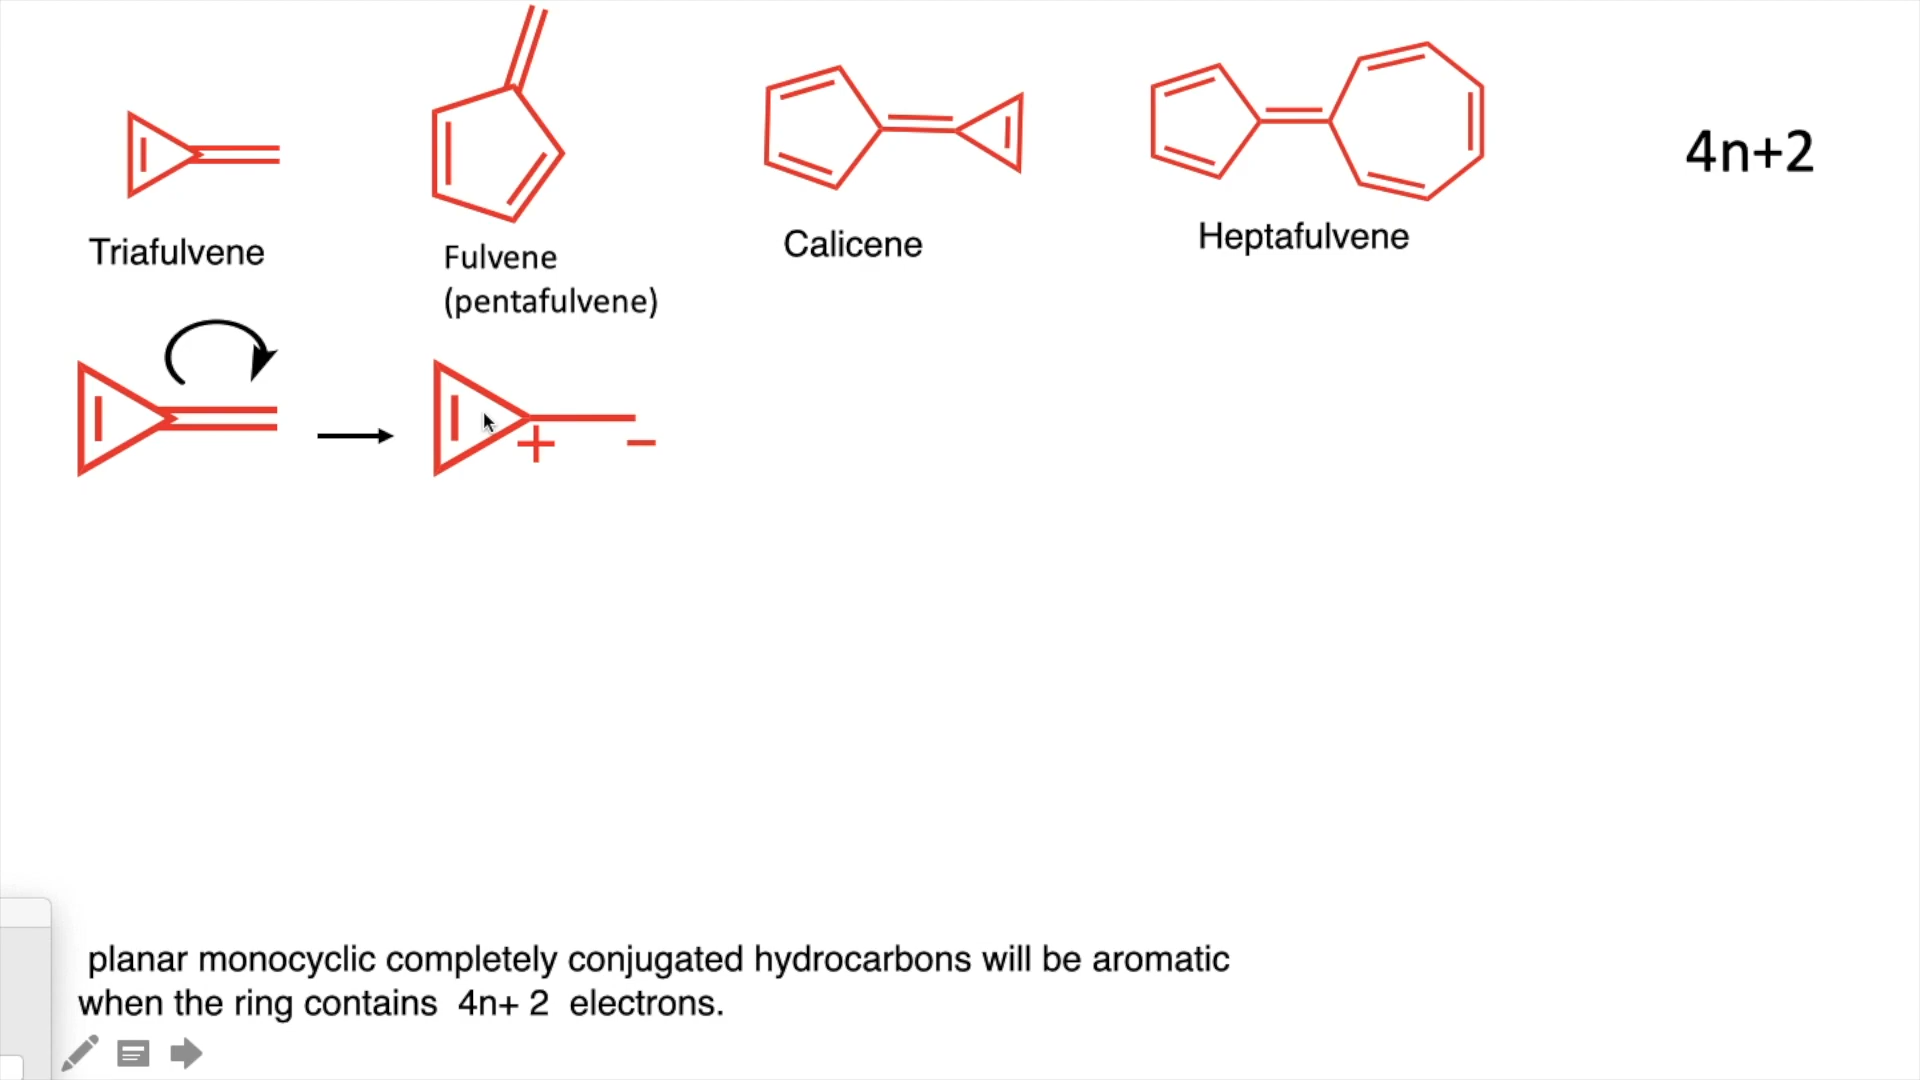 4n+2
Triafulvene
Fulvene
(pentafulvene)
Calicene
Heptafulvene
+
−
planar monocyclic completely conjugated hydrocarbons will be aromatic
when the ring contains 4n+ 2 electrons.